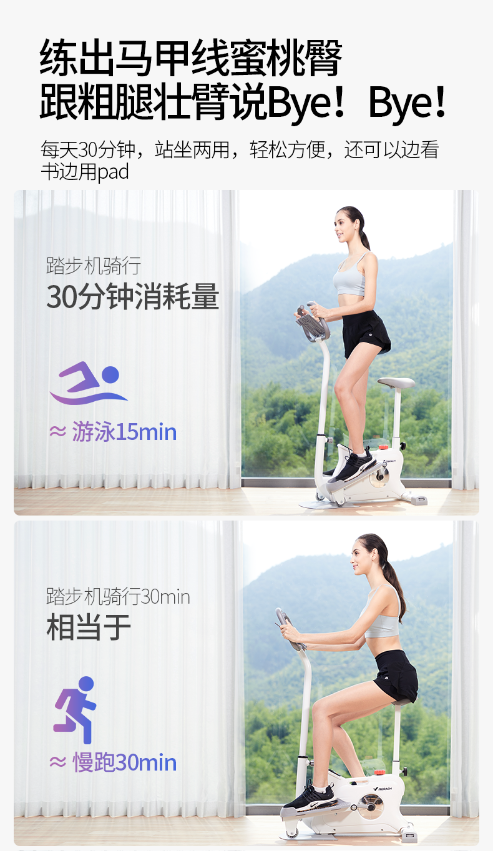 练出马甲线蜜桃臀
跟粗腿壮臂说Bye！Bye！
每天30分钟，站坐两用，轻松方便，还可以边看
书边用pad
踏步机骑行
30分钟消耗量
≈ 游泳15min
踏步机骑行30min
相当于
≈ 慢跑30min